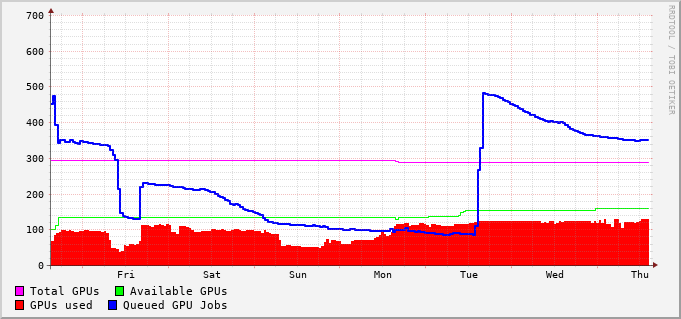 700
600
500
400
300
200
100
0
Fri Sat Sun Mon Tue Wed Thu
Total GPUs Available GPUs
GPUs used Queued GPU Jobs
RRDTOOL / TOBI OETIKER